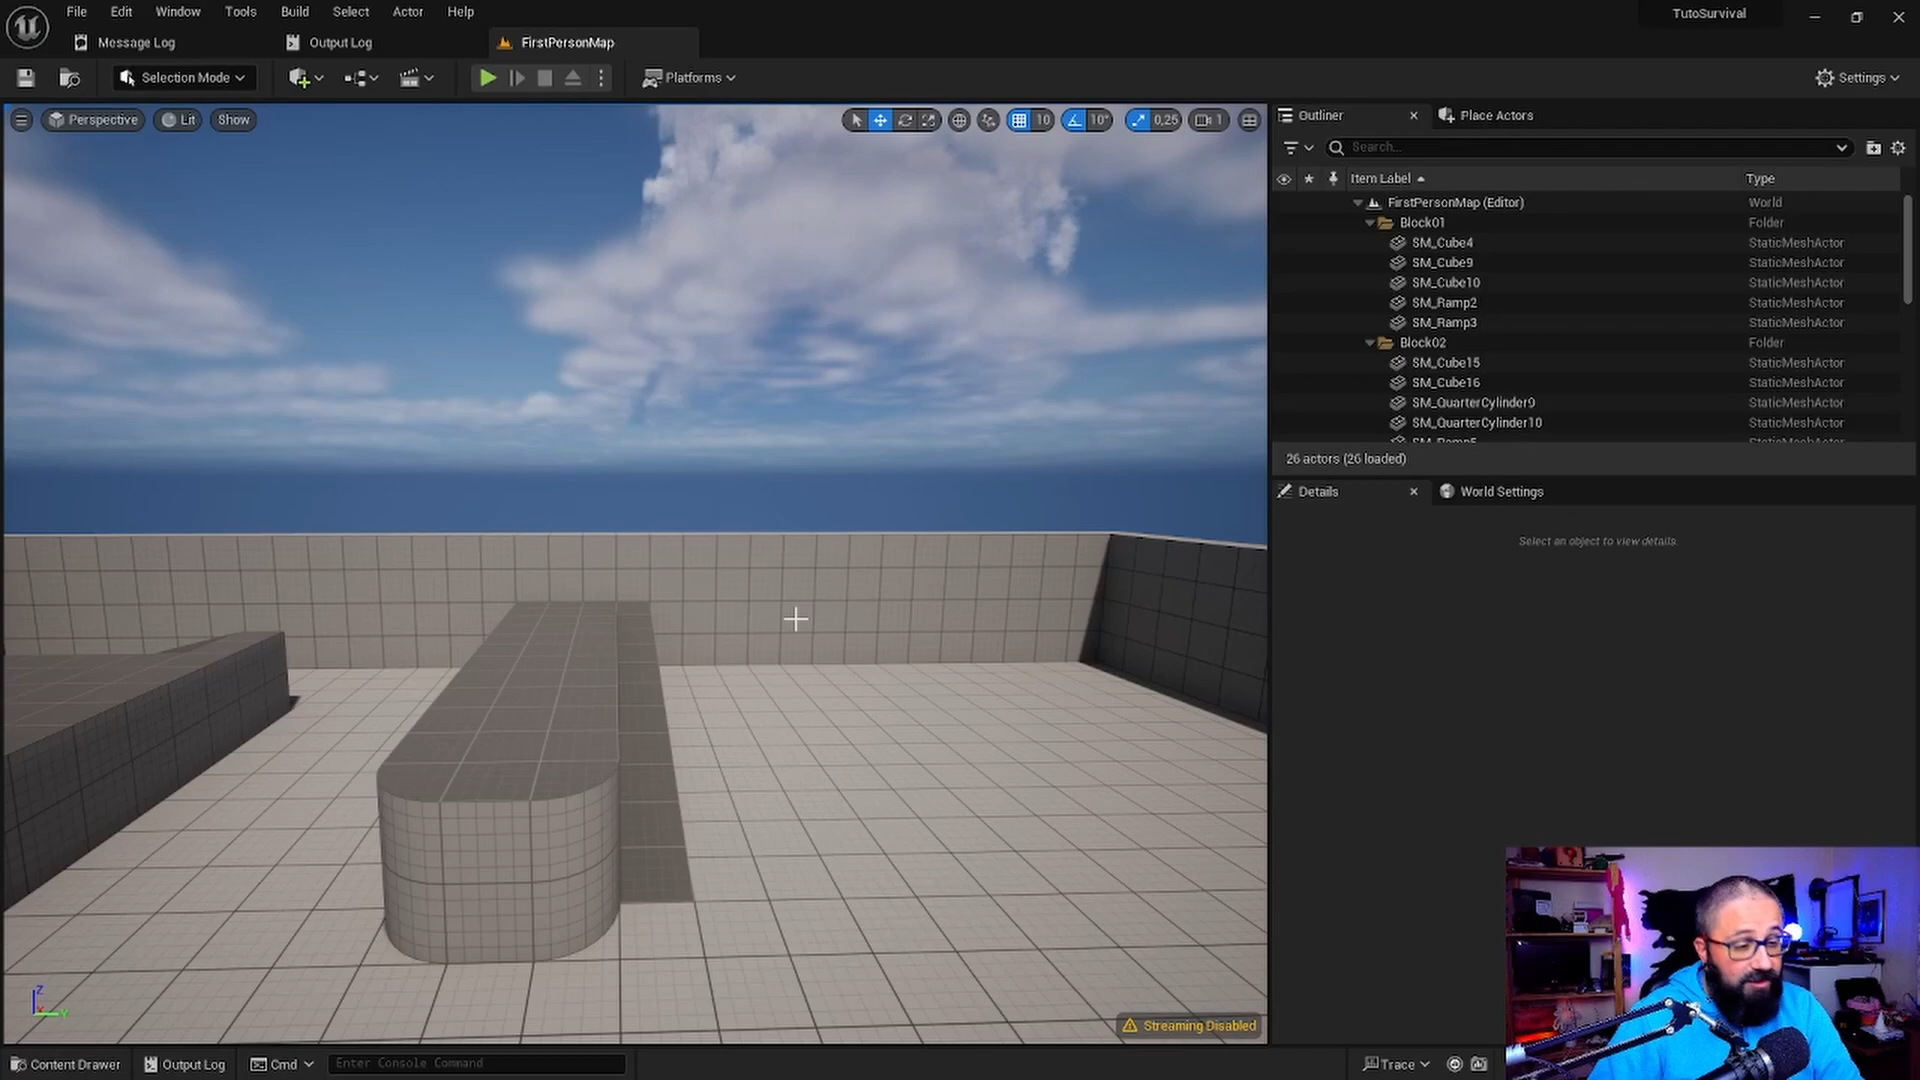 File Edit Window Tools Build Select Actor Help
TutoSurvival
Message Log
Output Log
FirstPersonMap
Selection Mode
Platforms
Settings
Perspective Lit Show
10 10° 0,25 1
Outliner
Place Actors
Search...
Item Label Type
FirstPersonMap (Editor) World
Block01 Folder
SM_Cube4 StaticMeshActor
SM_Cube9 StaticMeshActor
SM_Cube10 StaticMeshActor
SM_Ramp2 StaticMeshActor
SM_Ramp3 StaticMeshActor
Block02 Folder
SM_Cube15 StaticMeshActor
SM_Cube16 StaticMeshActor
SM_QuarterCylinder9 StaticMeshActor
SM_QuarterCylinder10 StaticMeshActor
26 actors (26 loaded)
Details
World Settings
Select an object to view details.
Z
Y
Streaming Disabled
Content Drawer
Output Log
Cmd
Enter Console Command
Trace